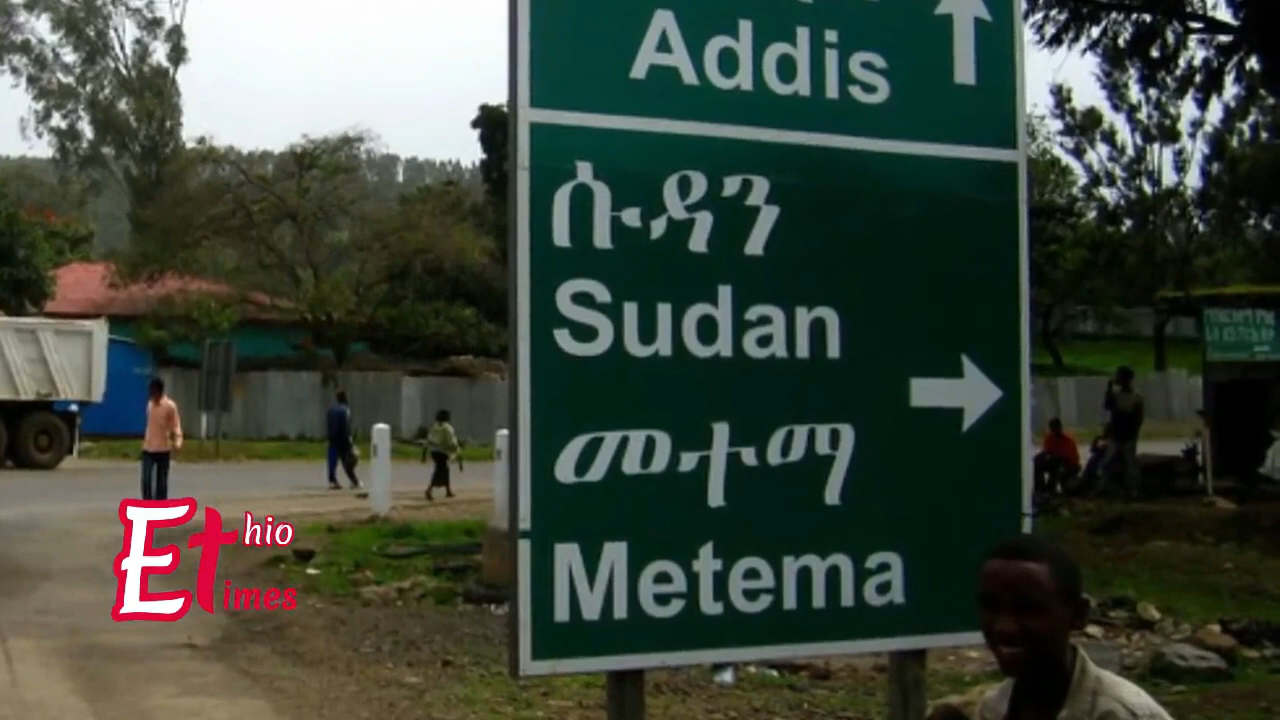 Addis
ሱዳን
Sudan
መተማ
Metema
Ethio
times